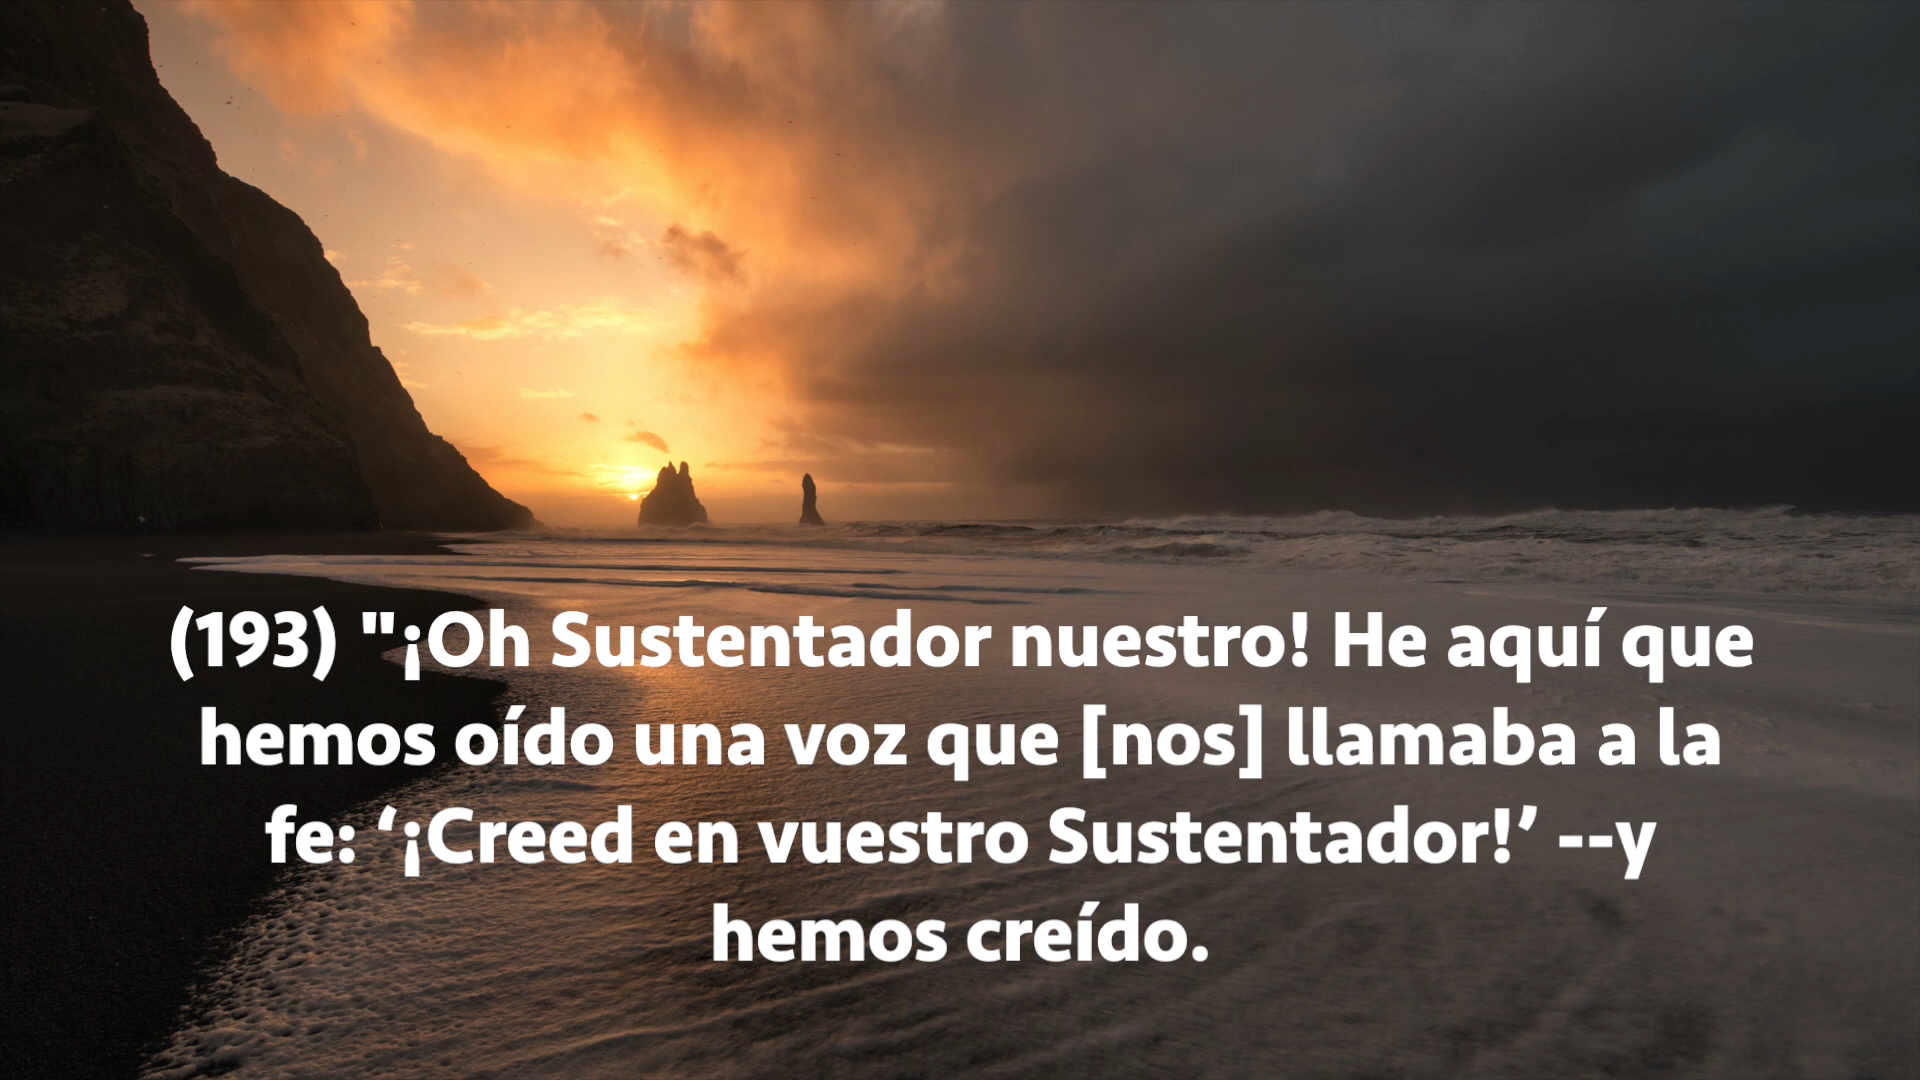 (193) "¡Oh Sustentador nuestro! He aquí que
hemos oído una voz que [nos] llamaba a la
fe: ‘¡Creed en vuestro Sustentador!’ --y
hemos creído.